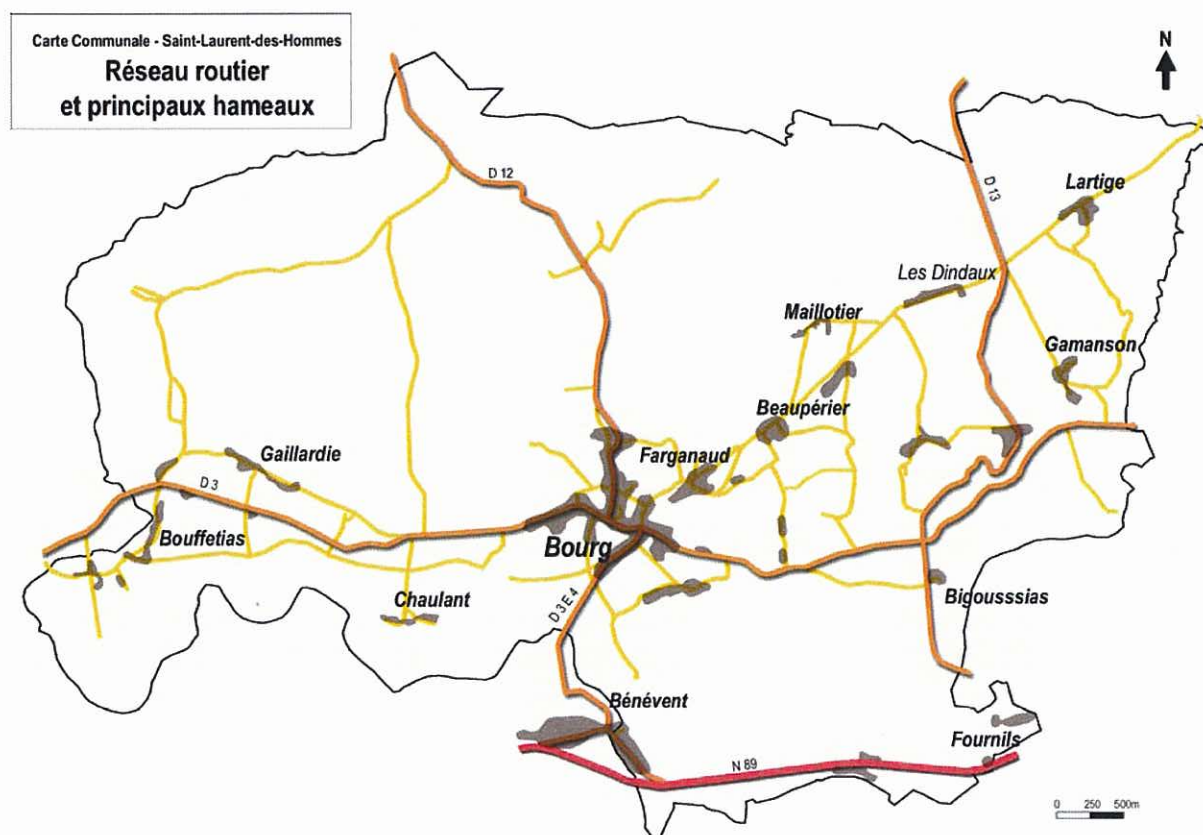 Carte Communale - Saint-Laurent-des-Hommes
Réseau routier
et principaux hameaux
N
D 12
D 13
Lartige
Les Dindaux
Maillotier
Gamanson
Beaupérier
Gaillardie
Farganaud
D 3
Bouffetias
Bourg
Chaulant
D 3 E 4
Bigousssias
Bénévent
Fournils
N 89
0 250 500m